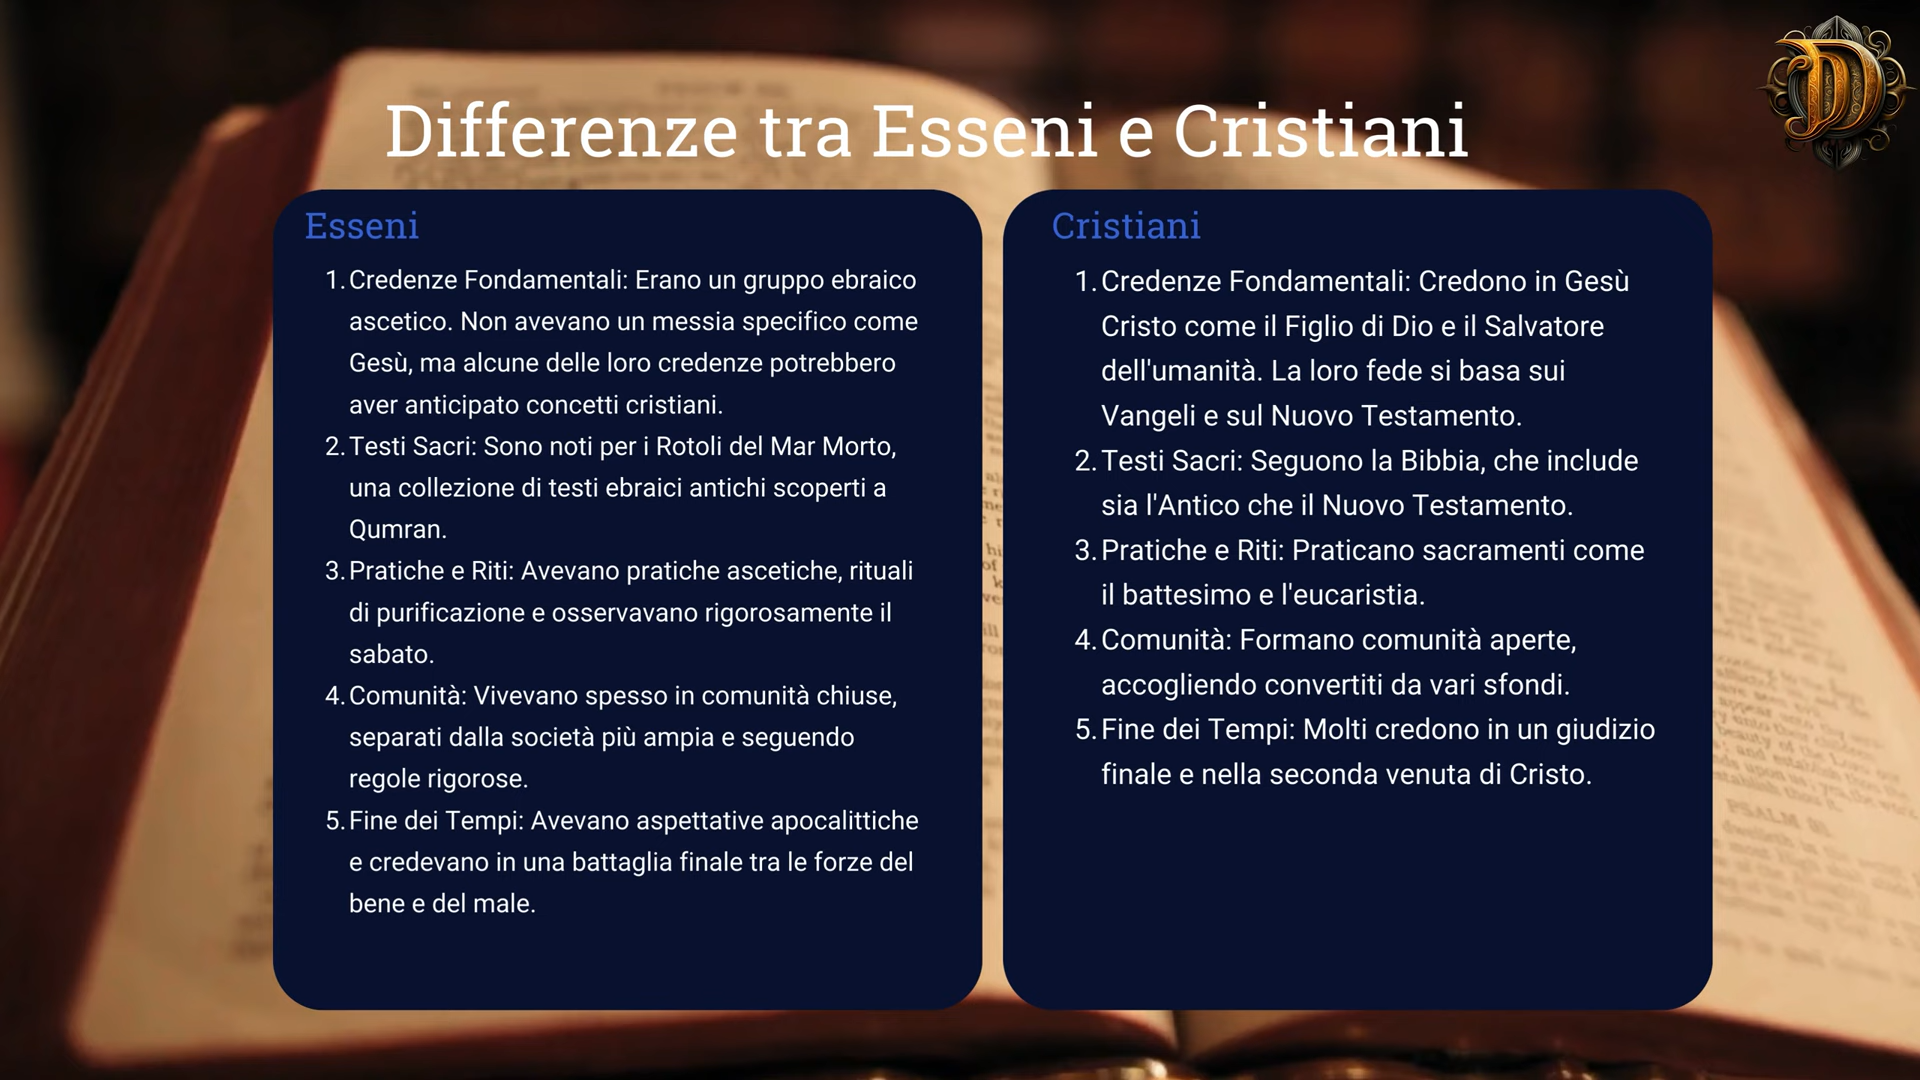 Differenze tra Esseni e Cristiani
Esseni
1. Credenze Fondamentali: Erano un gruppo ebraico
ascetico. Non avevano un messia specifico come
Gesù, ma alcune delle loro credenze potrebbero
aver anticipato concetti cristiani.
2. Testi Sacri: Sono noti per i Rotoli del Mar Morto,
una collezione di testi ebraici antichi scoperti a
Qumran.
3. Pratiche e Riti: Avevano pratiche ascetiche, rituali
di purificazione e osservavano rigorosamente il
sabato.
4. Comunità: Vivevano spesso in comunità chiuse,
separati dalla società più ampia e seguendo
regole rigorose.
5. Fine dei Tempi: Avevano aspettative apocalittiche
e credevano in una battaglia finale tra le forze del
bene e del male.
Cristiani
1. Credenze Fondamentali: Credono in Gesù
Cristo come il Figlio di Dio e il Salvatore
dell'umanità. La loro fede si basa sui
Vangeli e sul Nuovo Testamento.
2. Testi Sacri: Seguono la Bibbia, che include
sia l'Antico che il Nuovo Testamento.
3. Pratiche e Riti: Praticano sacramenti come
il battesimo e l'eucaristia.
4. Comunità: Formano comunità aperte,
accogliendo convertiti da vari sfondi.
5. Fine dei Tempi: Molti credono in un giudizio
finale e nella seconda venuta di Cristo.
D